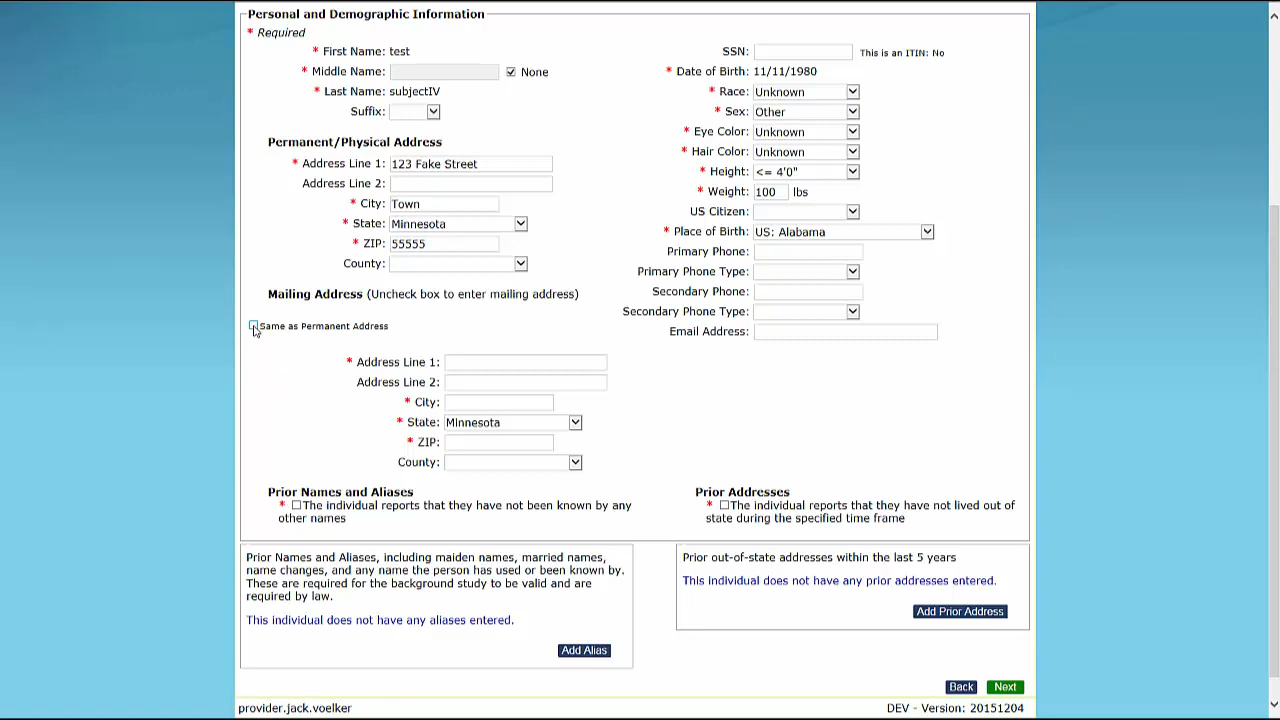 Personal and Demographic Information
* Required
* First Name: test
* Middle Name: None
* Last Name: subjectIV
Suffix:
Permanent/Physical Address
* Address Line 1: 123 Fake Street
Address Line 2:
* City: Town
* State: Minnesota
* ZIP: 55555
County:
Mailing Address (Uncheck box to enter mailing address)
Same as Permanent Address
* Address Line 1:
Address Line 2:
* City:
* State: Minnesota
* ZIP:
County:
SSN: This is an ITIN: No
* Date of Birth: 11/11/1980
* Race: Unknown
* Sex: Other
* Eye Color: Unknown
* Hair Color: Unknown
* Height: <= 4'0"
* Weight: 100 lbs
US Citizen:
* Place of Birth: US: Alabama
Primary Phone:
Primary Phone Type:
Secondary Phone:
Secondary Phone Type:
Email Address:
Prior Names and Aliases
* The individual reports that they have not been known by any
other names
Prior Addresses
* The individual reports that they have not lived out of
state during the specified time frame
Prior Names and Aliases, including maiden names, married names,
name changes, and any name the person has used or been known by.
These are required for the background study to be valid and are
required by law.
This individual does not have any aliases entered.
Add Alias
Prior out-of-state addresses within the last 5 years
This individual does not have any prior addresses entered.
Add Prior Address
Back Next
provider.jack.voelker
DEV - Version: 20151204